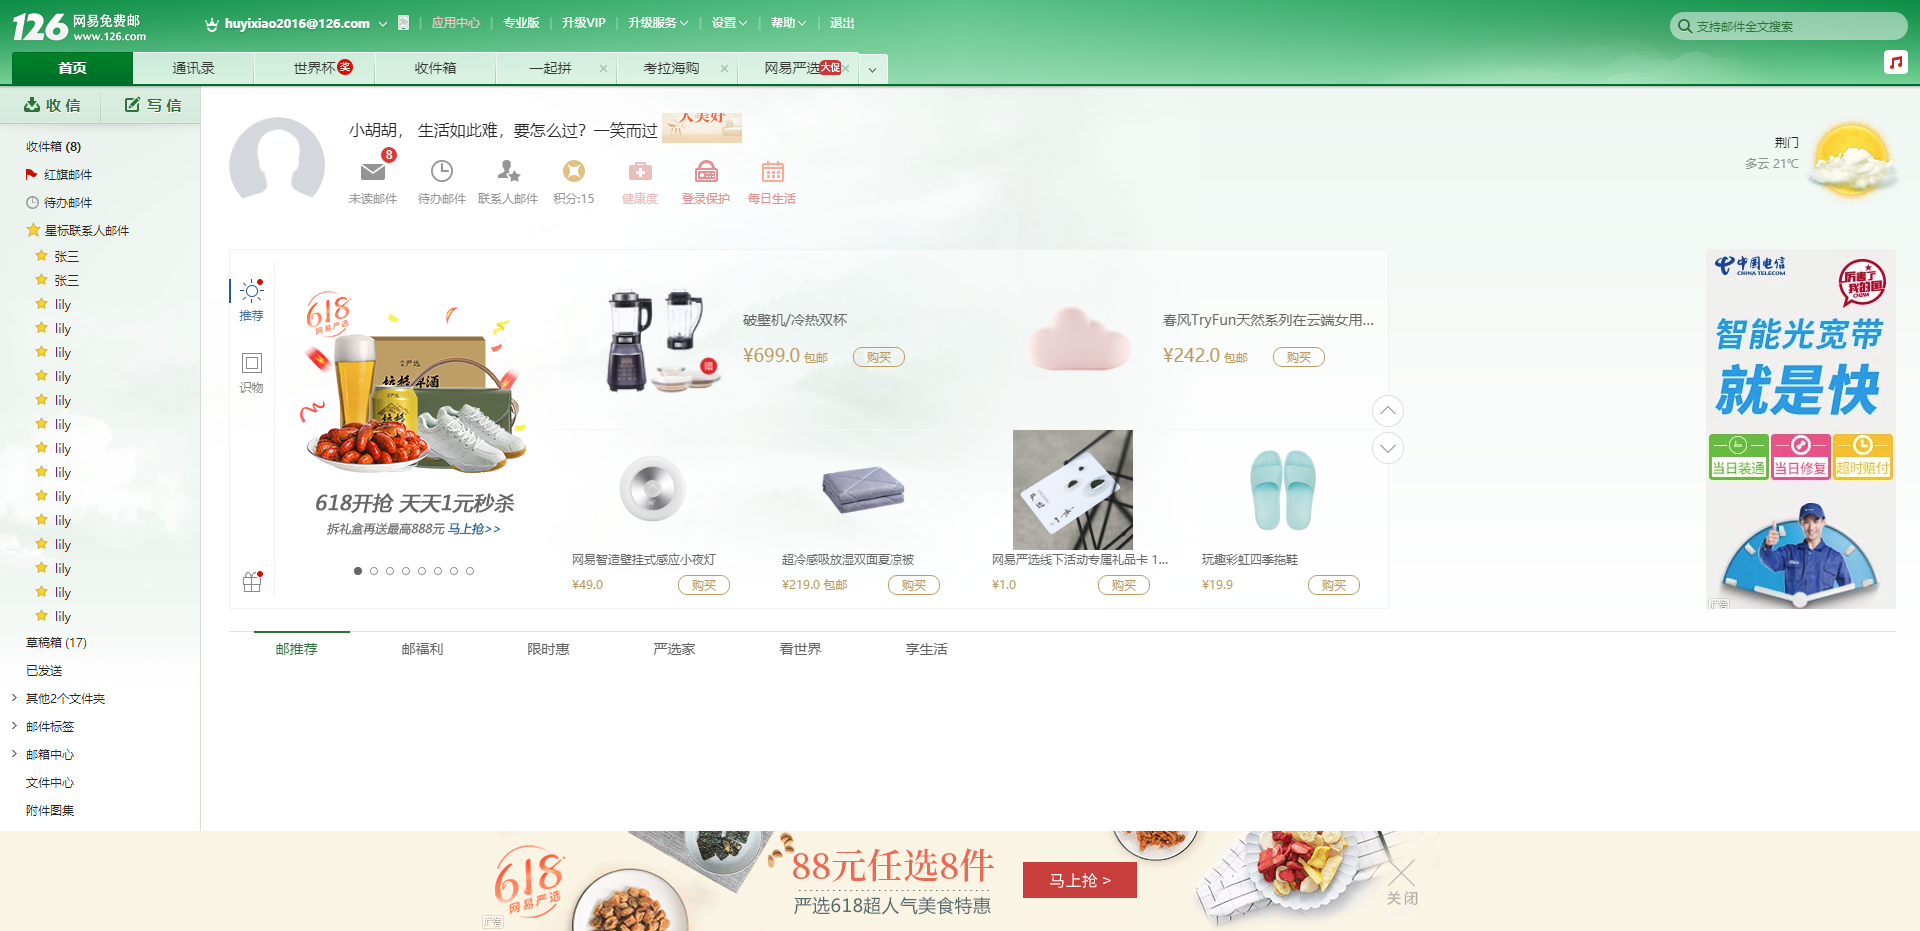 126 网易免费邮
www.126.com
huyixiao2016@126.com
应用中心
专业版
升级VIP
升级服务
设置
帮助
退出
支持邮件全文搜索
首页
通讯录
世界杯 奖
收件箱
一起拼 ×
考拉海购 ×
网易严选 大促 ×
收 信
写 信
收件箱 (8)
红旗邮件
待办邮件
星标联系人邮件
张三
张三
lily
lily
lily
lily
lily
lily
lily
lily
lily
lily
lily
lily
lily
lily
草稿箱 (17)
已发送
其他2个文件夹
邮件标签
邮箱中心
文件中心
附件图集
小胡胡， 生活如此难，要怎么过？一笑而过
人美好
8
未读邮件
待办邮件
联系人邮件
积分:15
健康度
登录保护
每日生活
荆门
多云 21℃
推荐
识物
618
网易严选
618开抢 天天1元秒杀
拆礼盒再送最高888元 马上抢>>
赠
破壁机/冷热双杯
¥699.0 包邮
购买
春风TryFun天然系列在云端女用...
¥242.0 包邮
购买
网易智造壁挂式感应小夜灯
¥49.0
购买
超冷感吸放湿双面夏凉被
¥219.0 包邮
购买
网易严选线下活动专属礼品卡 1...
¥1.0
购买
玩趣彩虹四季拖鞋
¥19.9
购买
中国电信
CHINA TELECOM
厉害了
我的国
CHINA
智能光宽带
就是快
当日装通
当日修复
超时赔付
广告
邮推荐
邮福利
限时惠
严选家
看世界
享生活
618
网易严选
广告
88元任选8件
严选618超人气美食特惠
马上抢 >
关闭